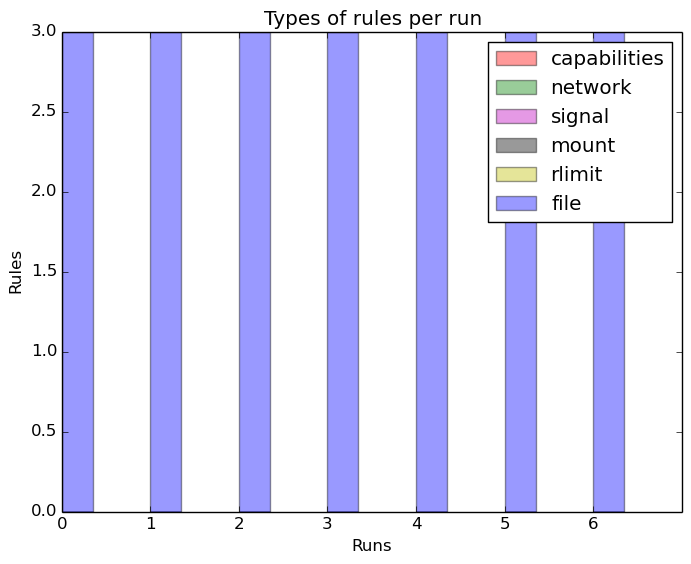 Types of rules per run
3.0
2.5
2.0
1.5
1.0
0.5
0.0
Rules
capabilities
network
signal
mount
rlimit
file
0 1 2 3 4 5 6
Runs